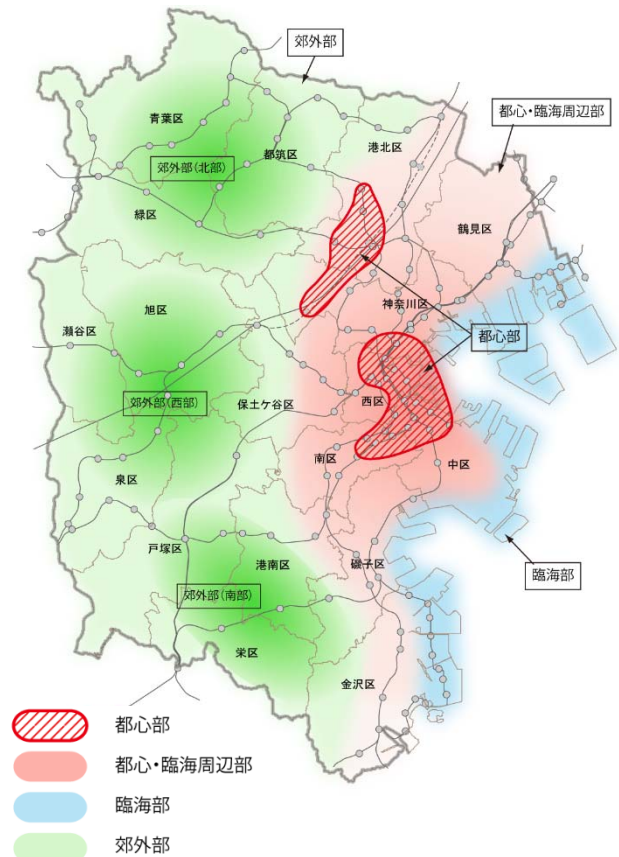 郊外部
都心・臨海周辺部
青葉区
港北区
都筑区
郊外部(北部)
緑区
鶴見区
神奈川区
旭区
瀬谷区
都心部
郊外部(西部)
保土ケ谷区
西区
南区
中区
泉区
戸塚区
港南区
磯子区
臨海部
郊外部(南部)
栄区
金沢区
都心部
都心・臨海周辺部
臨海部
郊外部